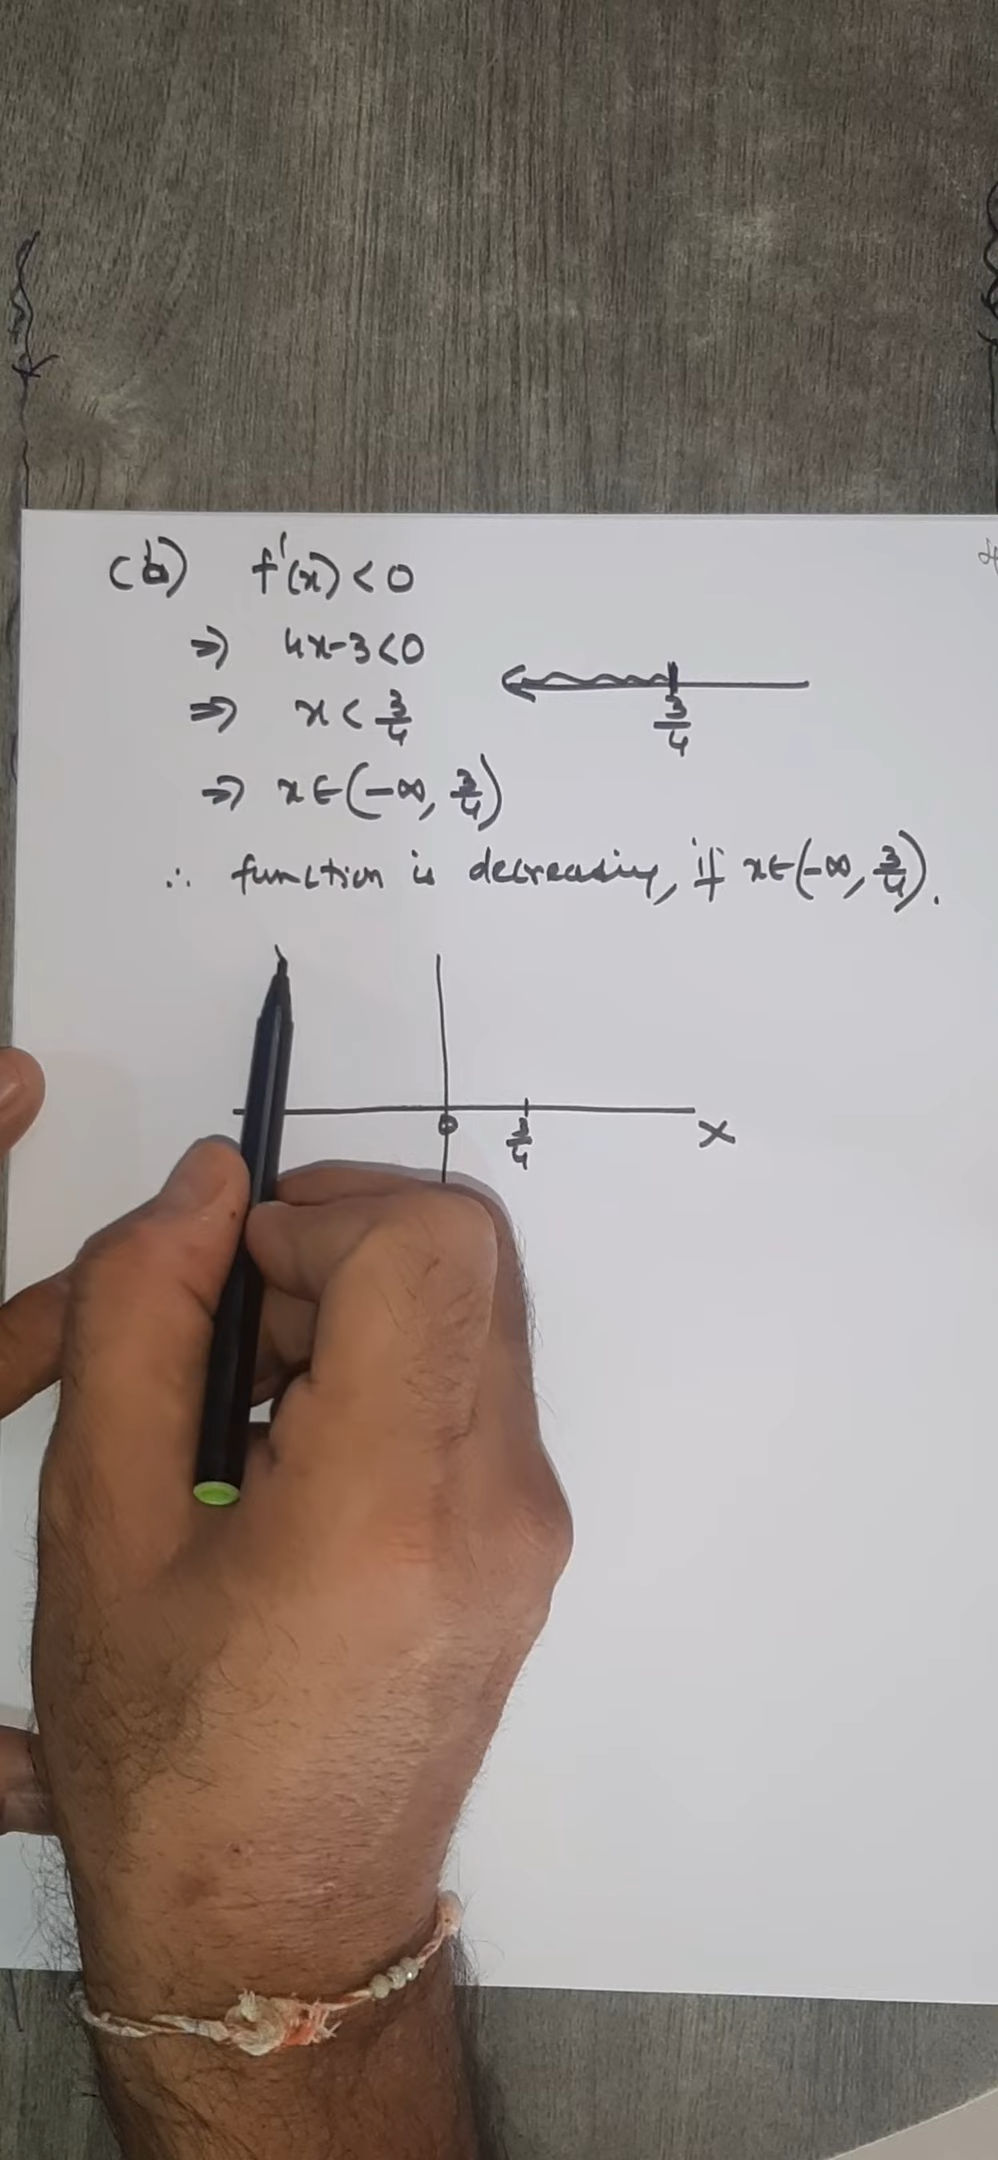 (b) f'(x) < 0
⇒ 4x-3<0
⇒ x < 3/4
3/4
⇒ x ∈ (-∞, 3/4)
∴ function is decreasing, if x ∈ (-∞, 3/4).
0 3/4 X